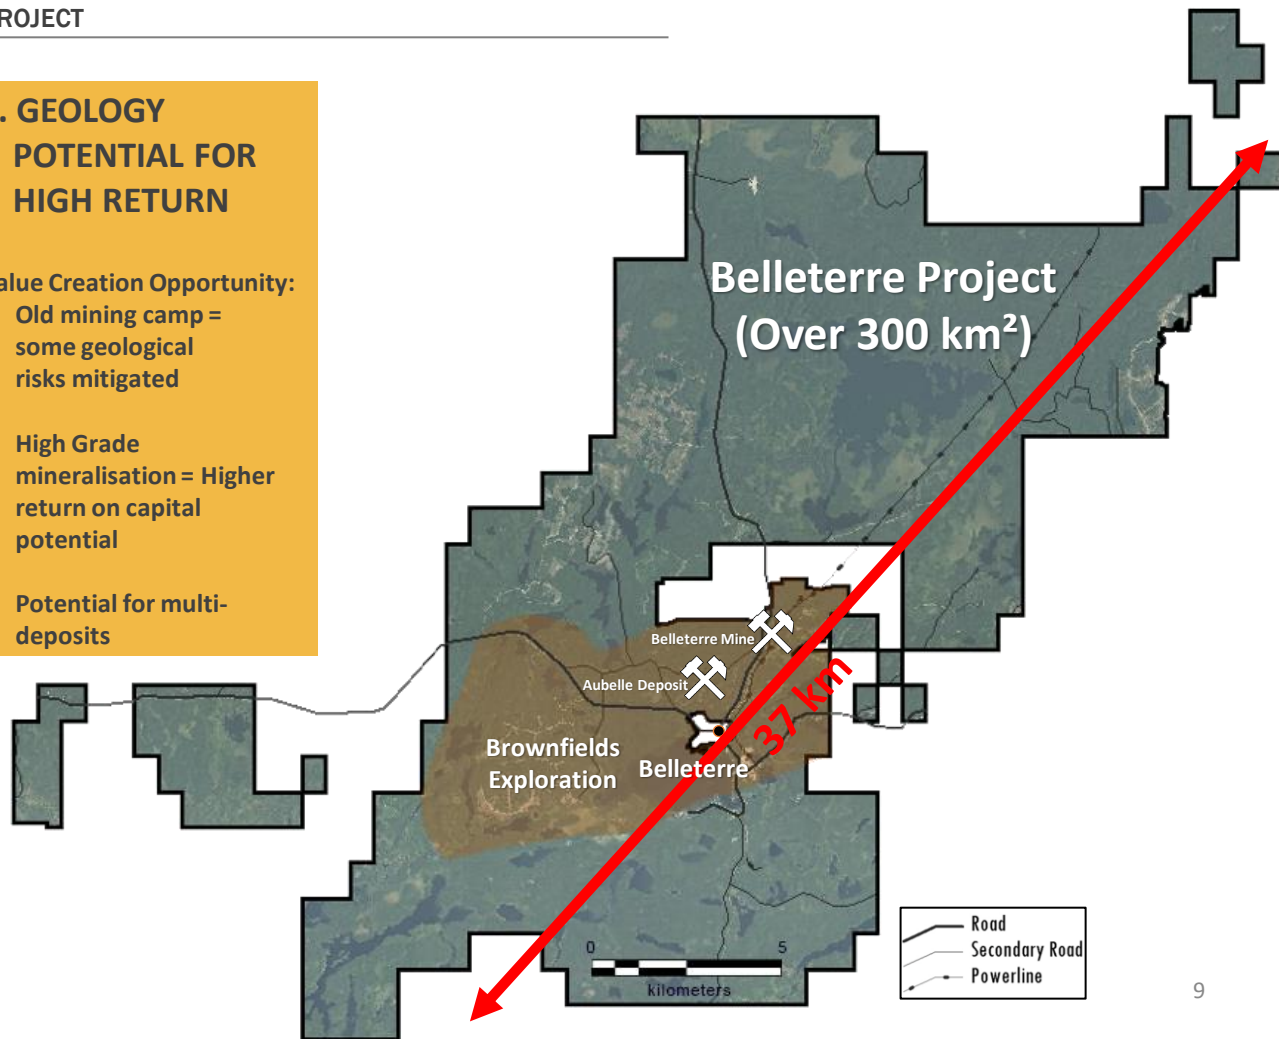 ROJECT
. GEOLOGY
POTENTIAL FOR
HIGH RETURN
alue Creation Opportunity:
Old mining camp =
some geological
risks mitigated
High Grade
mineralisation = Higher
return on capital
potential
Potential for multi-
deposits
Belleterre Project
(Over 300 km²)
Belleterre Mine
Aubelle Deposit
37 km
Brownfields
Exploration
Belleterre
0 5
kilometers
Road
Secondary Road
Powerline
9